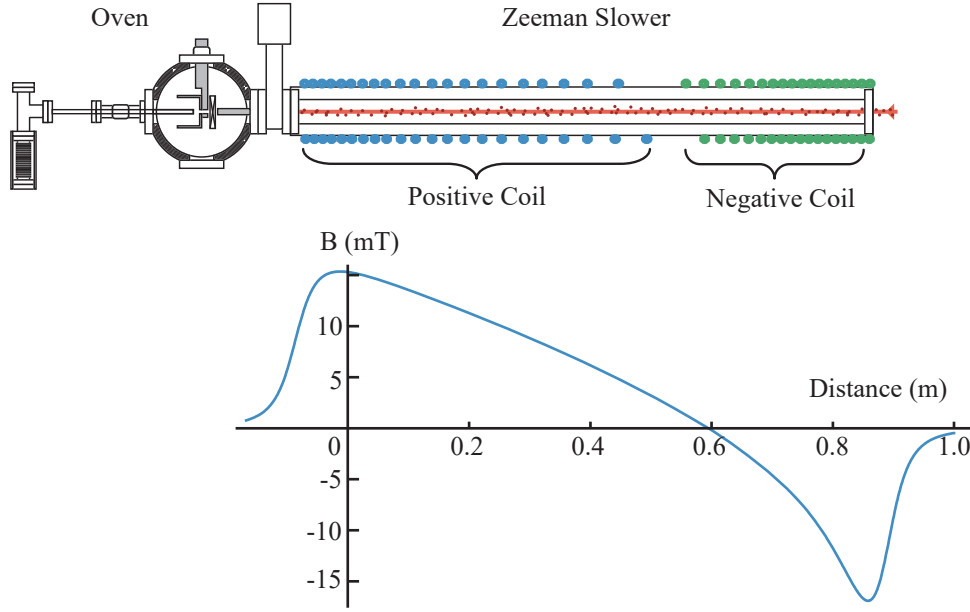 Oven
Zeeman Slower
Positive Coil
Negative Coil
B (mT)
10
5
Distance (m)
0
0.2
0.4
0.6
0.8
1.0
-5
-10
-15